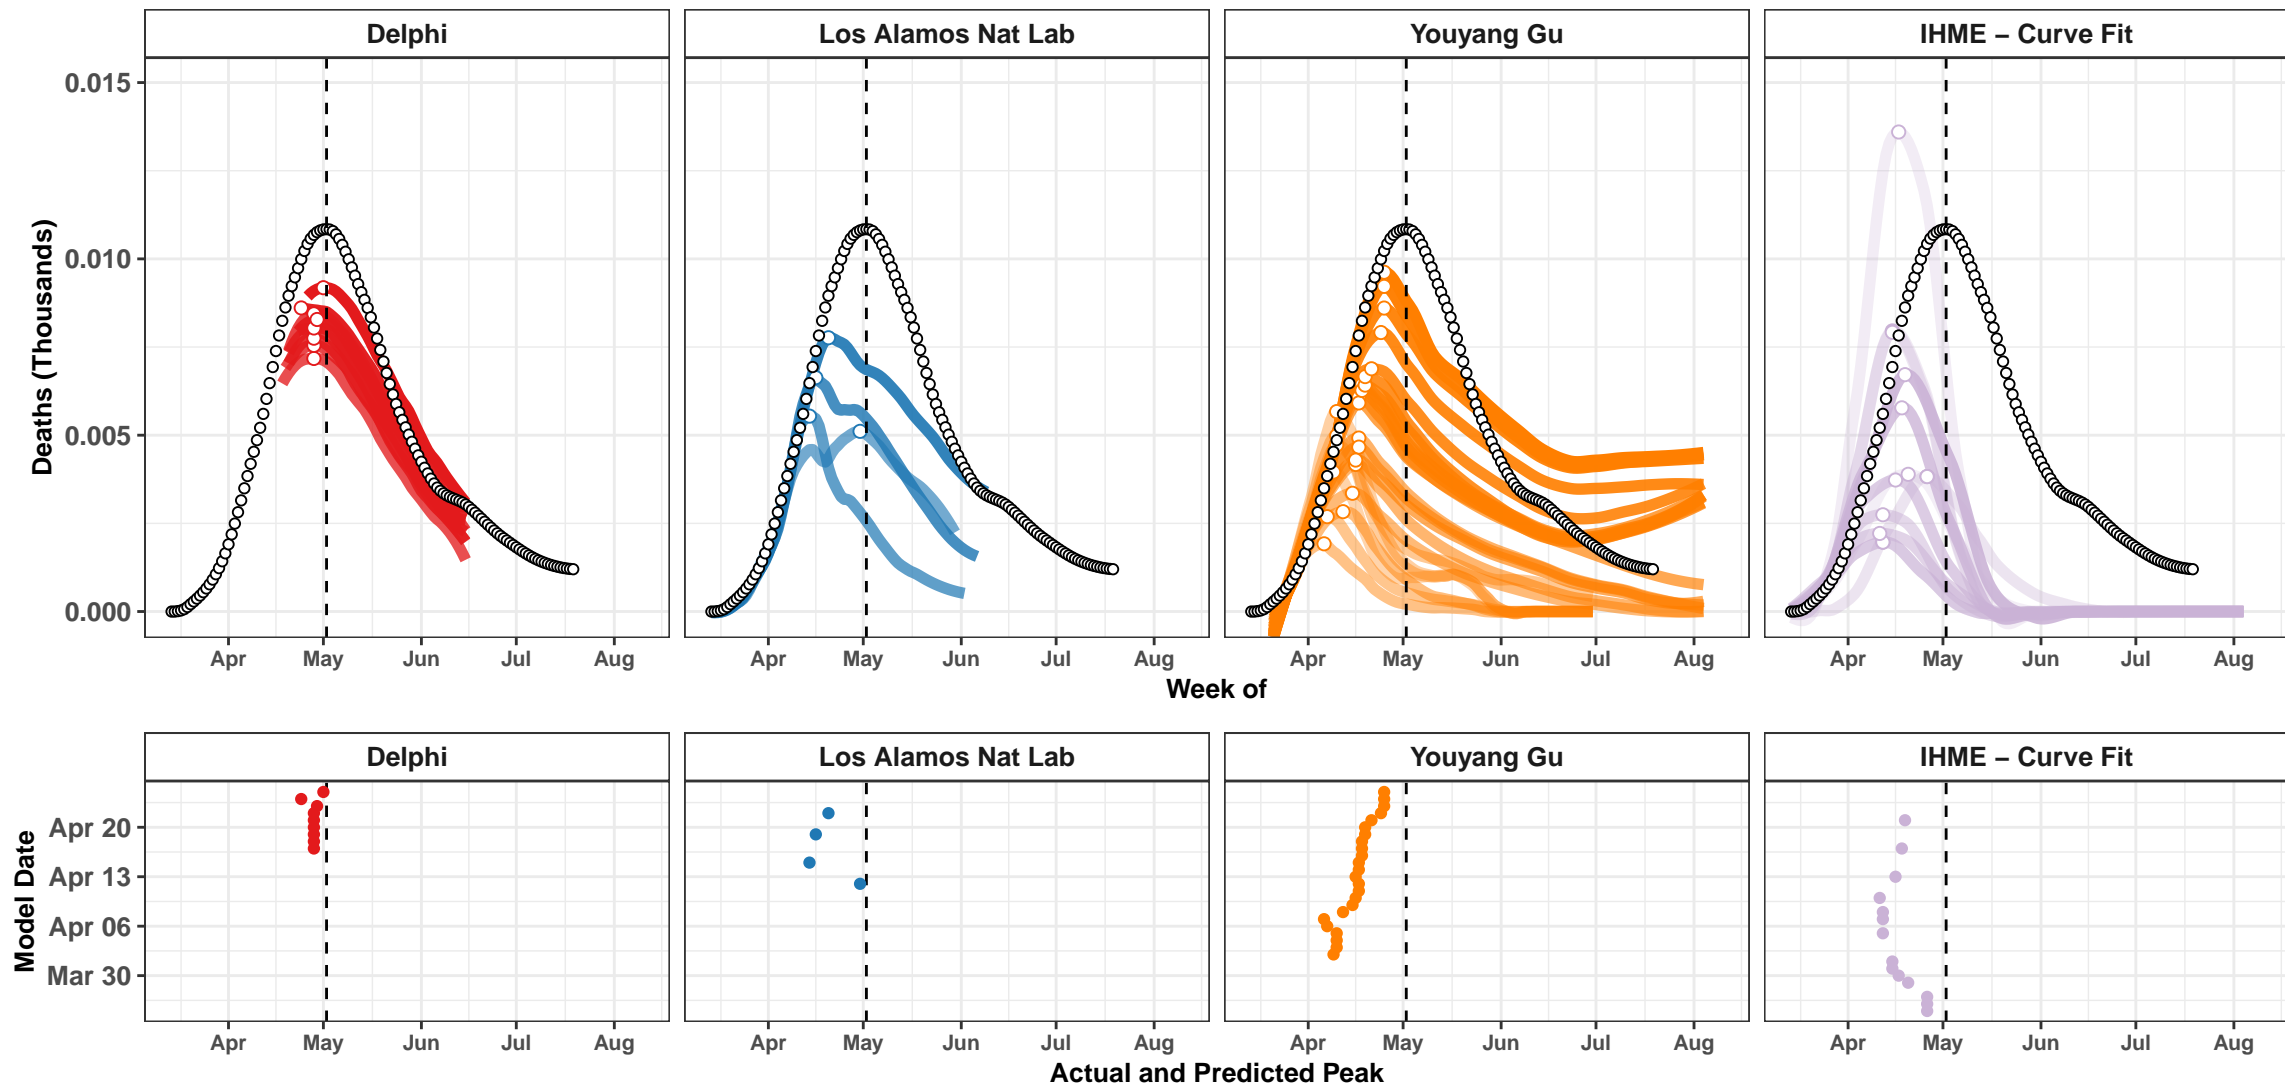 Delphi Los Alamos Nat Lab Youyang Gu IHME – Curve Fit
Deaths (Thousands)
0.015
0.010
0.005
0.000
Apr May Jun Jul Aug Apr May Jun Jul Aug Apr May Jun Jul Aug Apr May Jun Jul Aug
Week of
Delphi Los Alamos Nat Lab Youyang Gu IHME – Curve Fit
Model Date
Apr 20
Apr 13
Apr 06
Mar 30
Apr May Jun Jul Aug Apr May Jun Jul Aug Apr May Jun Jul Aug Apr May Jun Jul Aug
Actual and Predicted Peak